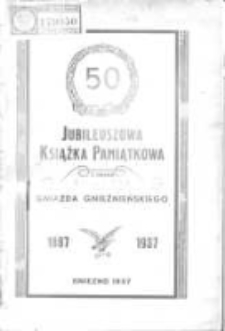 50
JUBILEUSZOWA
KSIĄŻKA PAMIĄTKOWA
GNIAZDA GNIEŹNIEŃSKIEGO
1887 1937
GNIEZNO 1937